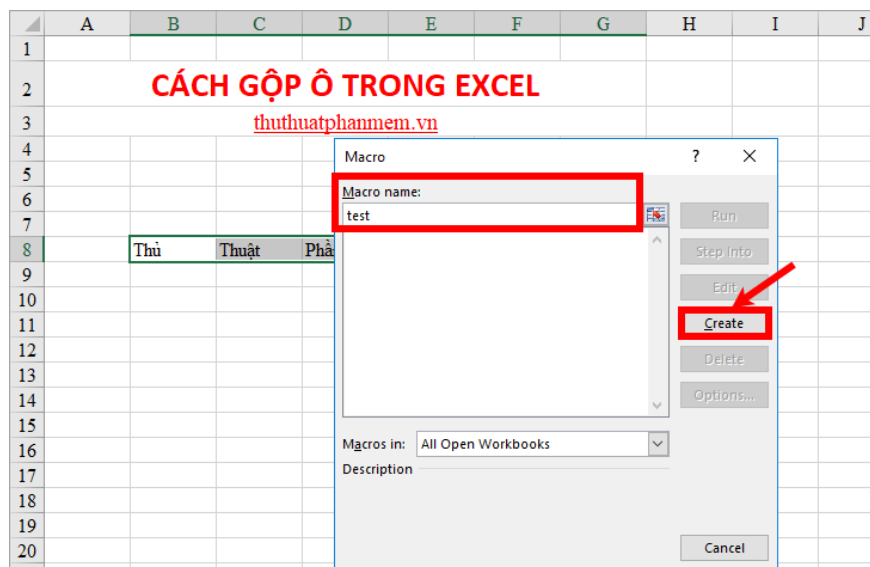 A B C D E F G H I J
1
2 CÁCH GỘP Ô TRONG EXCEL
3 thuthuatphanmem.vn
4
Macro ? ×
5
6 Macro name:
7 test Run
8 Thủ Thuật Step Into
9
10 Edit
11 Create
12 Delete
13
14 Options...
15
16 Macros in: All Open Workbooks
17 Description
18
19
20 Cancel